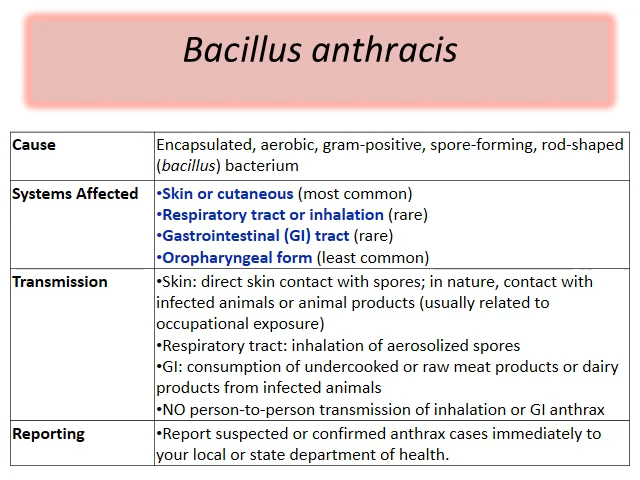 Bacillus anthracis
Cause
Encapsulated, aerobic, gram-positive, spore-forming, rod-shaped
(bacillus) bacterium
Systems Affected
•Skin or cutaneous (most common)
•Respiratory tract or inhalation (rare)
•Gastrointestinal (GI) tract (rare)
•Oropharyngeal form (least common)
Transmission
•Skin: direct skin contact with spores; in nature, contact with
infected animals or animal products (usually related to
occupational exposure)
•Respiratory tract: inhalation of aerosolized spores
•GI: consumption of undercooked or raw meat products or dairy
products from infected animals
•NO person-to-person transmission of inhalation or GI anthrax
Reporting
•Report suspected or confirmed anthrax cases immediately to
your local or state department of health.